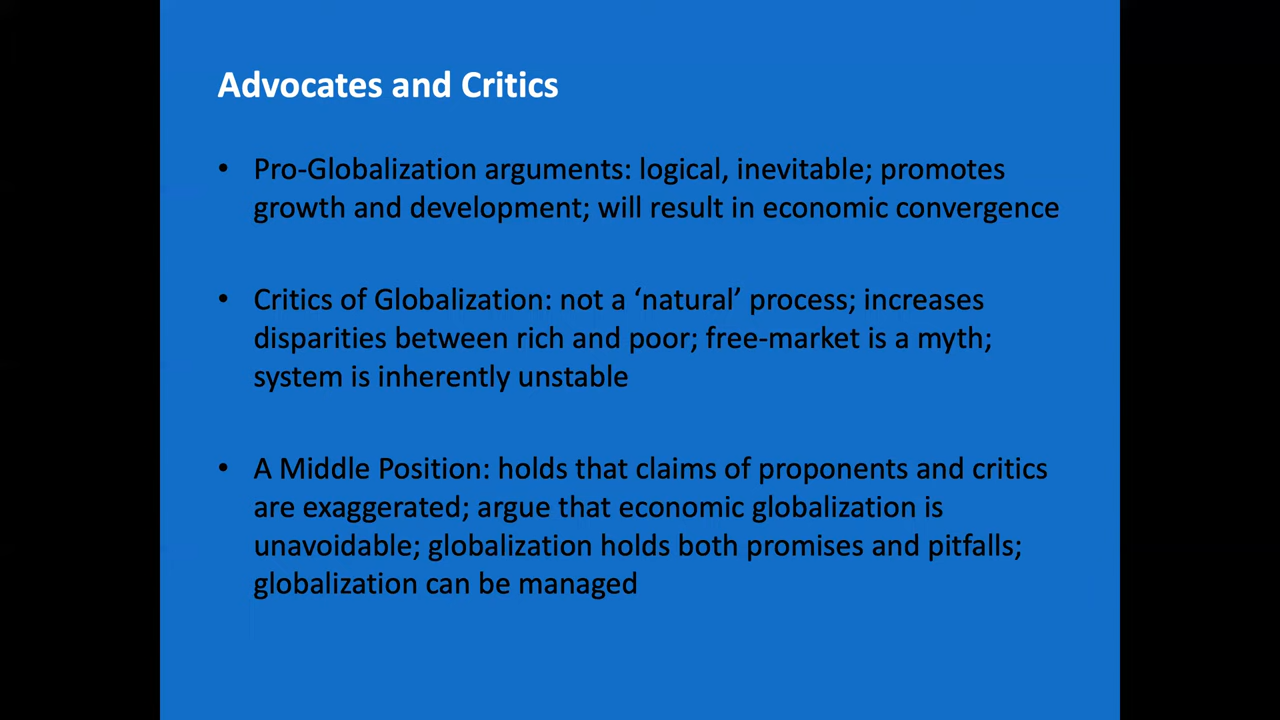 Advocates and Critics
• Pro-Globalization arguments: logical, inevitable; promotes
growth and development; will result in economic convergence
• Critics of Globalization: not a ‘natural’ process; increases
disparities between rich and poor; free-market is a myth;
system is inherently unstable
• A Middle Position: holds that claims of proponents and critics
are exaggerated; argue that economic globalization is
unavoidable; globalization holds both promises and pitfalls;
globalization can be managed